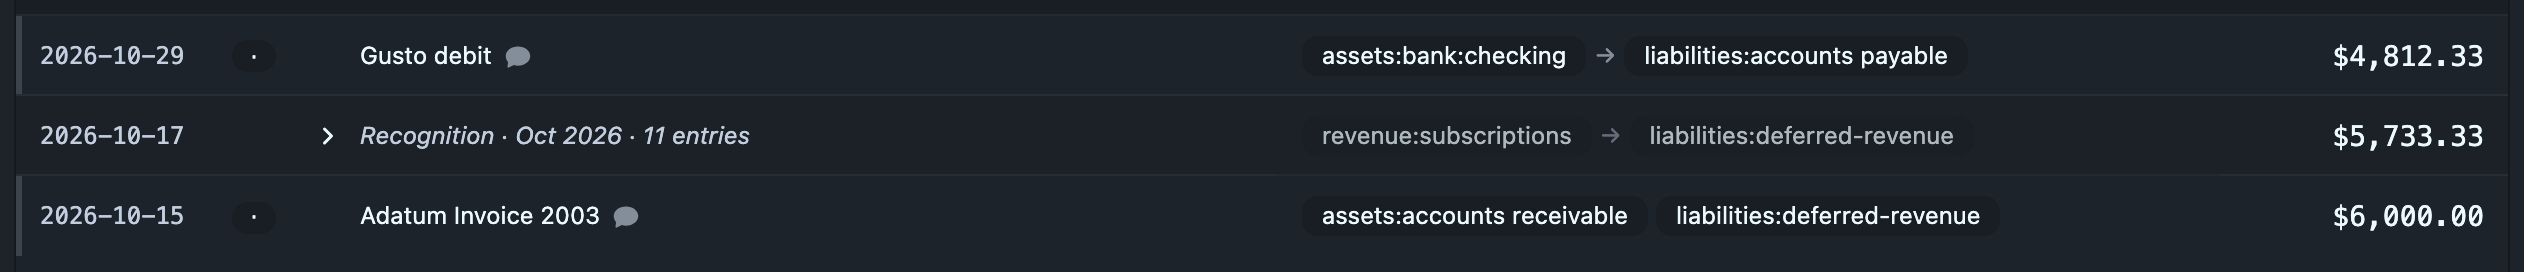 2026-10-29 · Gusto debit assets:bank:checking → liabilities:accounts payable $4,812.33
2026-10-17 Recognition · Oct 2026 · 11 entries revenue:subscriptions → liabilities:deferred-revenue $5,733.33
2026-10-15 · Adatum Invoice 2003 assets:accounts receivable liabilities:deferred-revenue $6,000.00